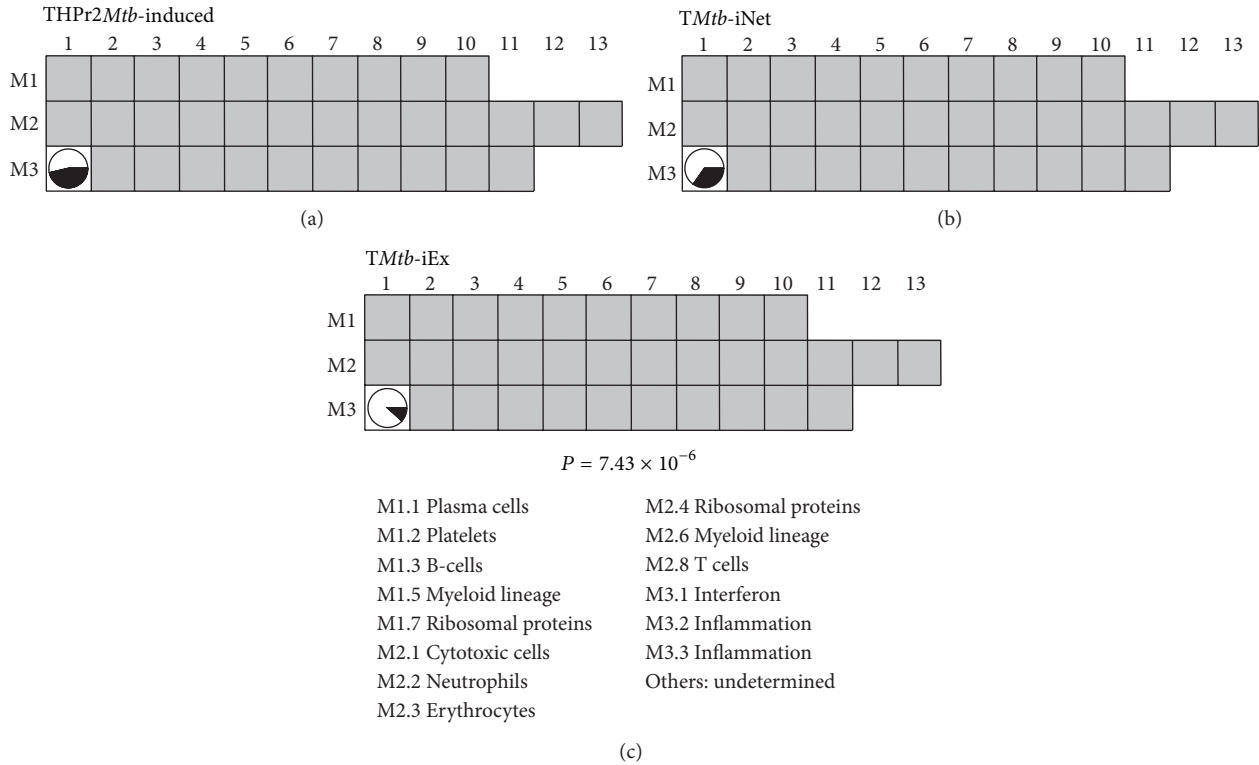 THPr2Mtb-induced
1 2 3 4 5 6 7 8 9 10 11 12 13
M1
M2
M3
(a)
TMtb-iNet
1 2 3 4 5 6 7 8 9 10 11 12 13
M1
M2
M3
(b)
TMtb-iEx
1 2 3 4 5 6 7 8 9 10 11 12 13
M1
M2
M3
P = 7.43 × 10⁻⁶
M1.1 Plasma cells
M1.2 Platelets
M1.3 B-cells
M1.5 Myeloid lineage
M1.7 Ribosomal proteins
M2.1 Cytotoxic cells
M2.2 Neutrophils
M2.3 Erythrocytes
M2.4 Ribosomal proteins
M2.6 Myeloid lineage
M2.8 T cells
M3.1 Interferon
M3.2 Inflammation
M3.3 Inflammation
Others: undetermined
(c)